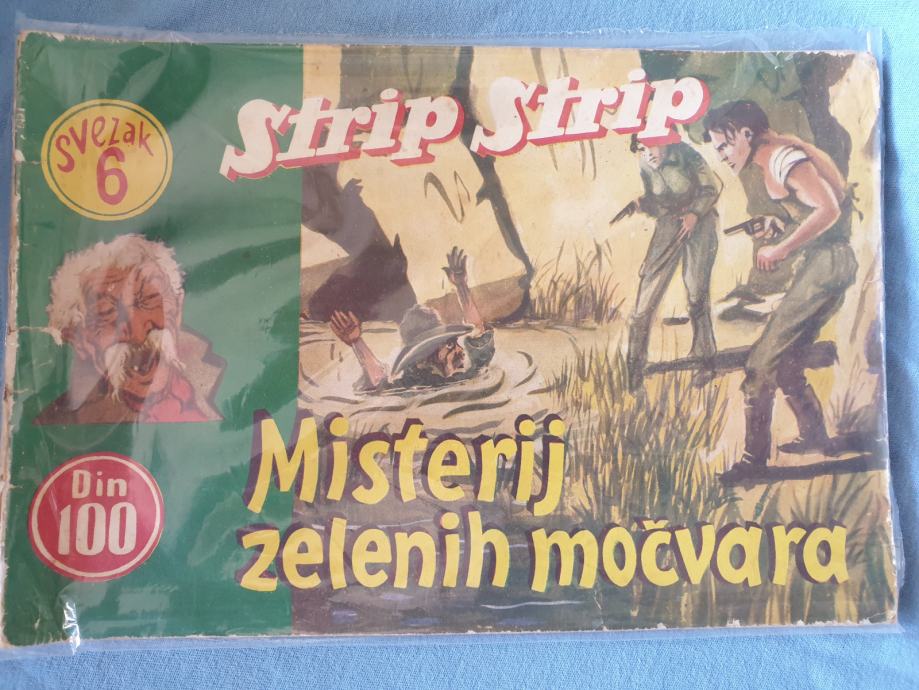 Svezak
6
Strip Strip
Din
100
Misterij
zelenih močvara